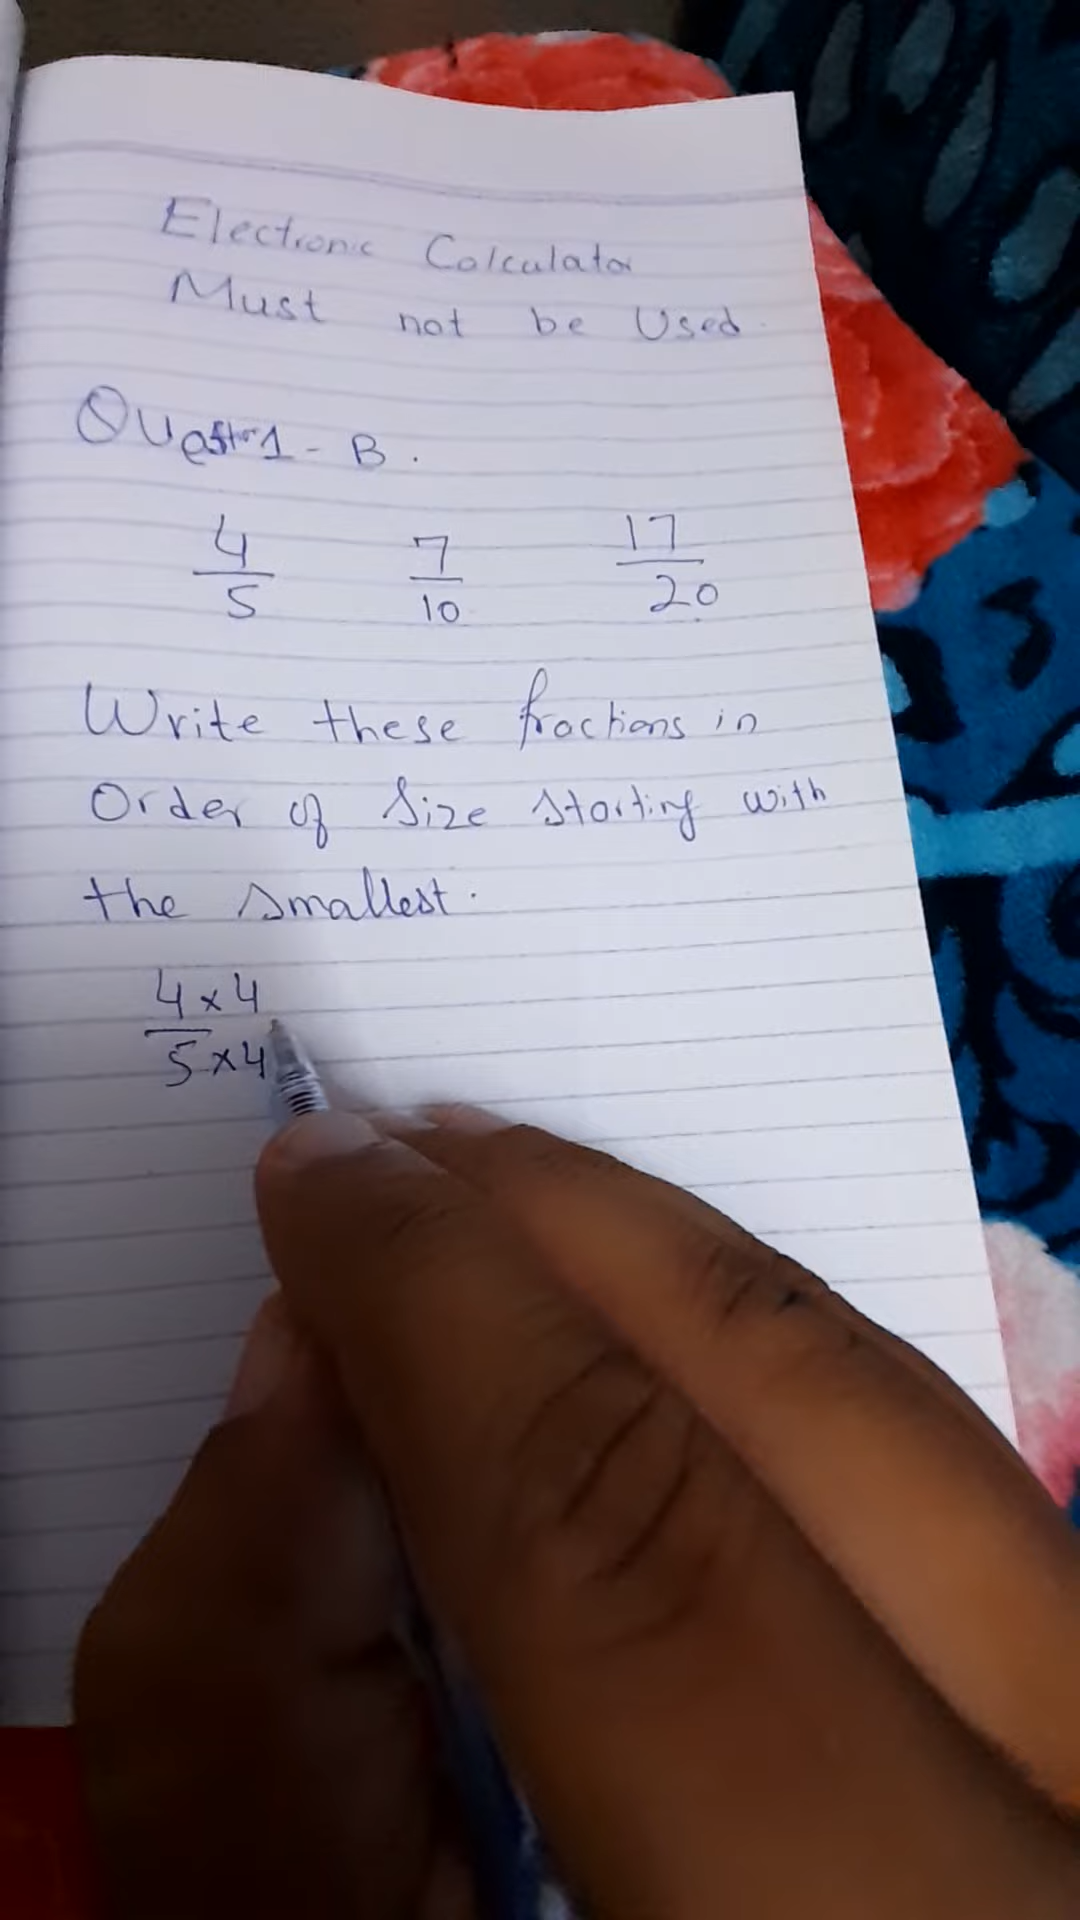 Electronic Calculator
Must not be Used.
Question 1 - B.
4/5 7/10 17/20
Write these fractions in
Order of Size Starting with
the smallest.
4 × 4
5 × 4